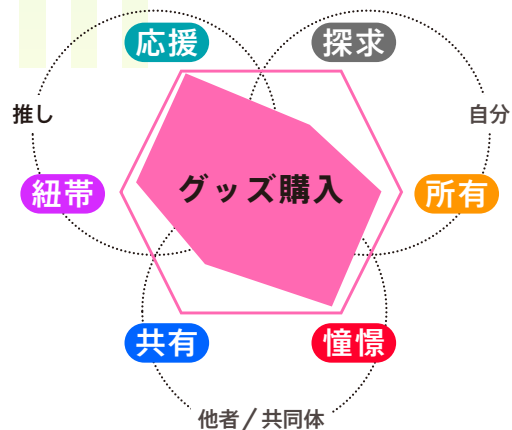 応援
探求
推し
自分
紐帯
グッズ購入
所有
共有
憧憬
他者/共同体